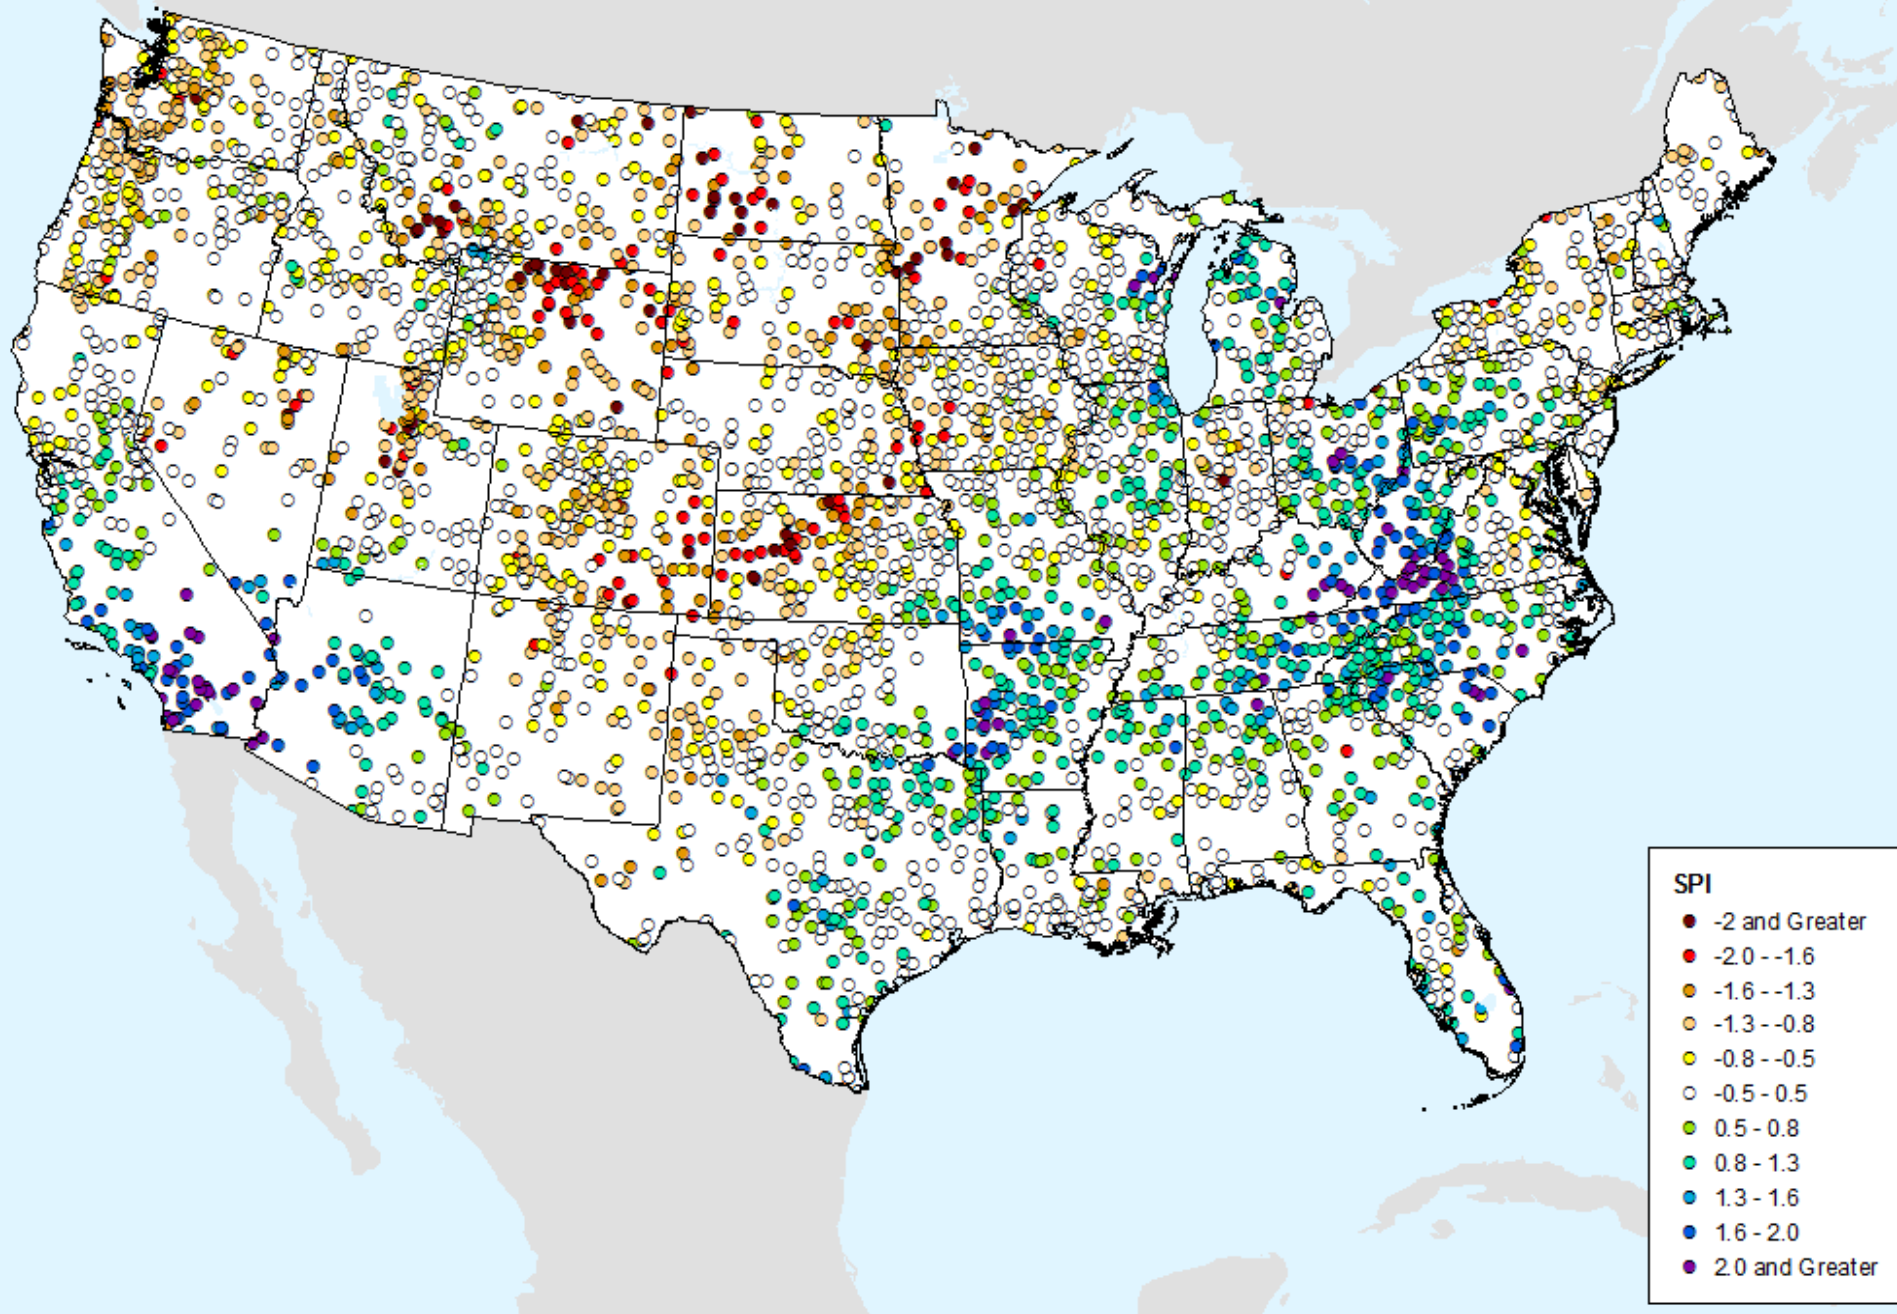 SPI
-2 and Greater
-2.0 - -1.6
-1.6 - -1.3
-1.3 - -0.8
-0.8 - -0.5
-0.5 - 0.5
0.5 - 0.8
0.8 - 1.3
1.3 - 1.6
1.6 - 2.0
2.0 and Greater